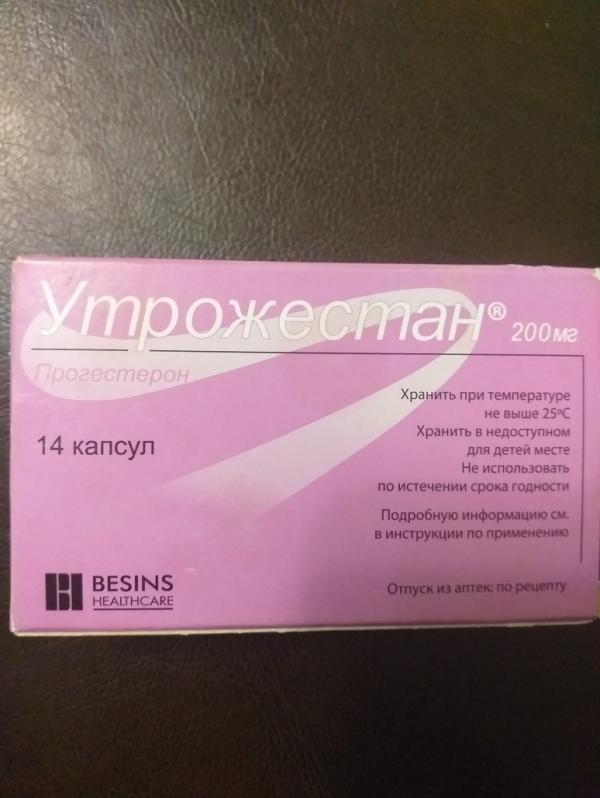 Утрожестан® 200мг
Прогестерон
14 капсул
Хранить при температуре
не выше 25ºС
Хранить в недоступном
для детей месте
Не использовать
по истечении срока годности
Подробную информацию см.
в инструкции по применению
BESINS
HEALTHCARE
Отпуск из аптек: по рецепту